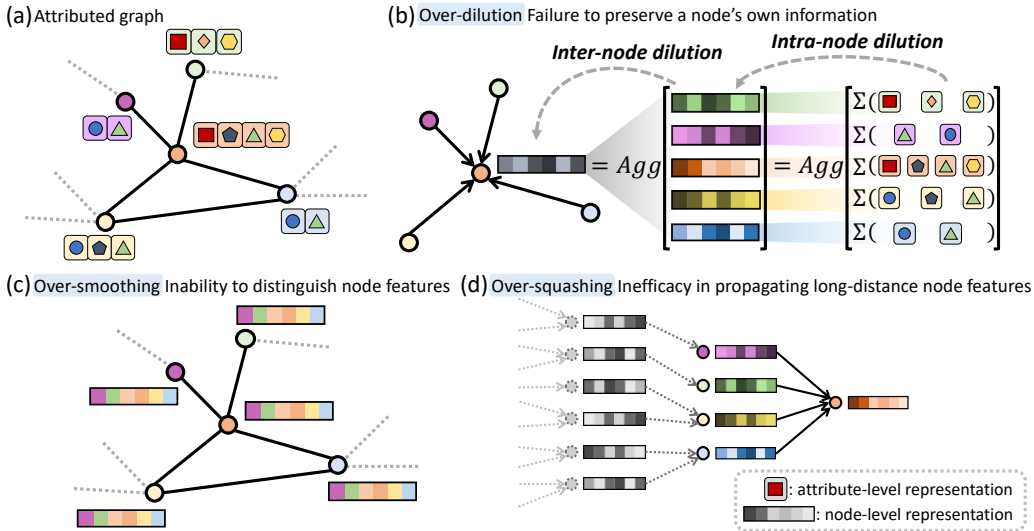 (a) Attributed graph
(b) Over-dilution Failure to preserve a node's own information
Inter-node dilution
Intra-node dilution
= Agg
= Agg
Σ( )
Σ( )
Σ( )
Σ( )
Σ( )
(c) Over-smoothing Inability to distinguish node features
(d) Over-squashing Inefficacy in propagating long-distance node features
: attribute-level representation
: node-level representation